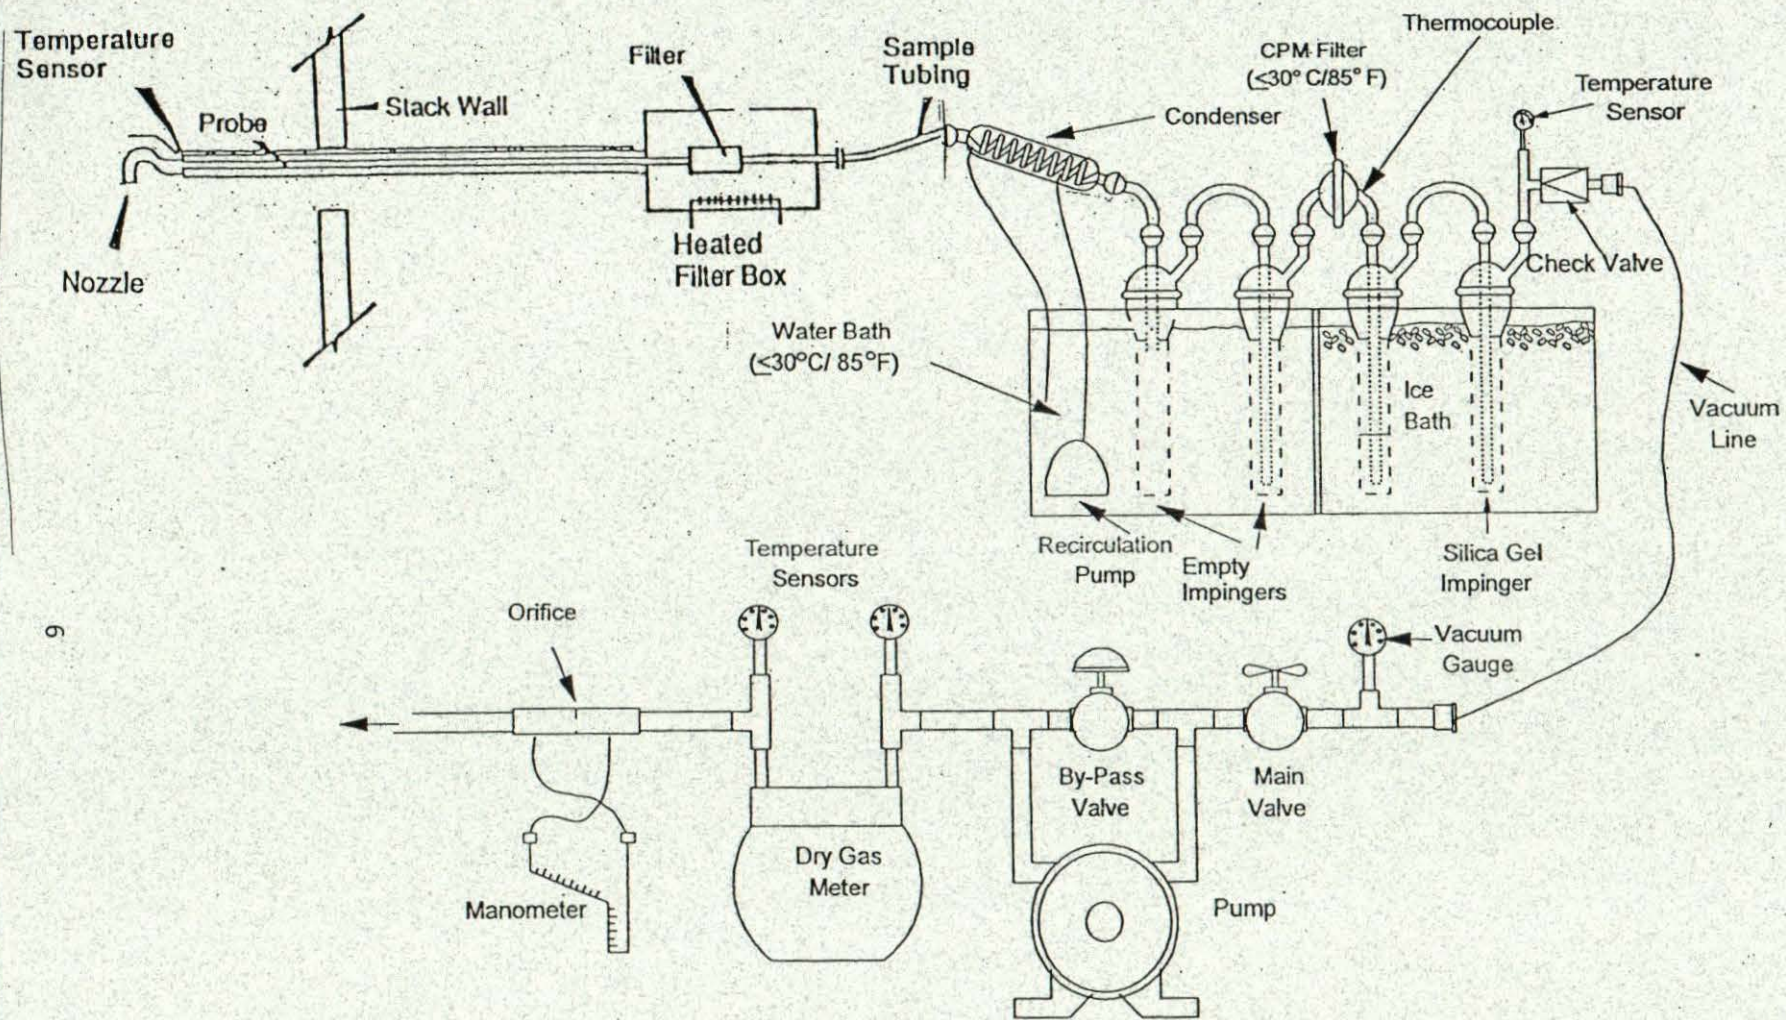 Temperature
Sensor
Probe
Stack Wall
Nozzle
Filter
Heated
Filter Box
Sample
Tubing
Condenser
CPM Filter
(≤30° C/85° F)
Thermocouple
Temperature
Sensor
Check Valve
Water Bath
(≤30°C/ 85°F)
Ice
Bath
Vacuum
Line
Recirculation
Pump
Empty
Impingers
Silica Gel
Impinger
Temperature
Sensors
Orifice
Vacuum
Gauge
By-Pass
Valve
Main
Valve
Dry Gas
Meter
Manometer
Pump
6